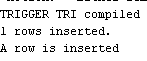 TRIGGER TRI compiled
1 rows inserted.
A row is inserted